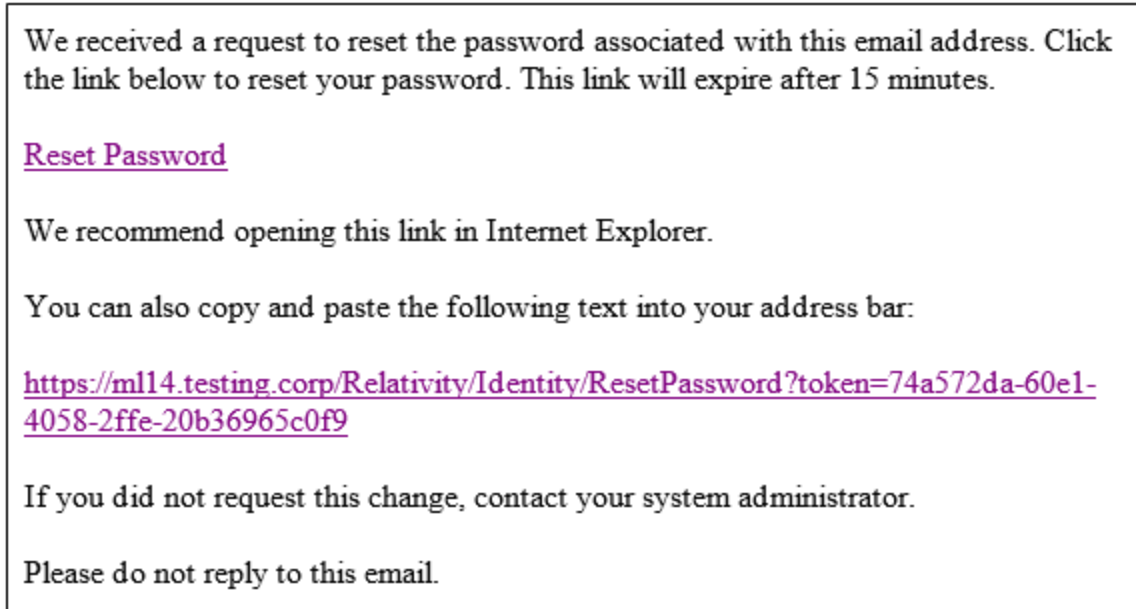 We received a request to reset the password associated with this email address. Click
the link below to reset your password. This link will expire after 15 minutes.
Reset Password
We recommend opening this link in Internet Explorer.
You can also copy and paste the following text into your address bar:
https://ml14.testing.corp/Relativity/Identity/ResetPassword?token=74a572da-60e1-
4058-2ffe-20b36965c0f9
If you did not request this change, contact your system administrator.
Please do not reply to this email.